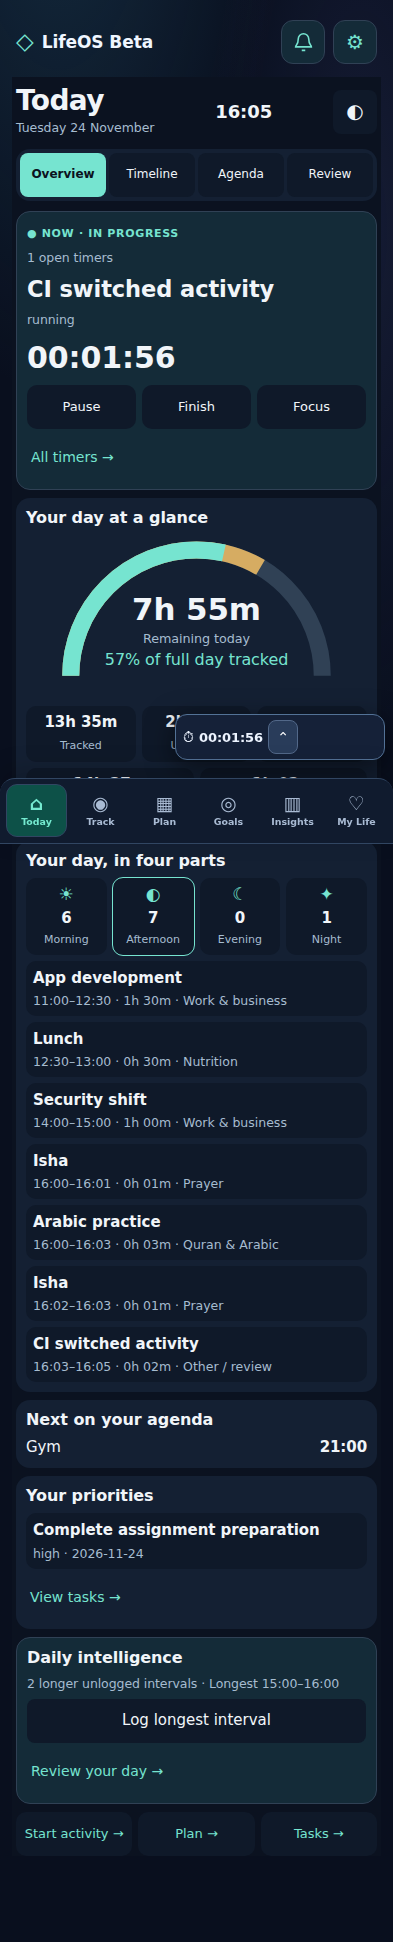 LifeOS Beta
Today
Tuesday 24 November
16:05
Overview
Timeline
Agenda
Review
● NOW · IN PROGRESS
1 open timers
CI switched activity
running
00:01:56
Pause
Finish
Focus
All timers →
Your day at a glance
7h 55m
Remaining today
57% of full day tracked
13h 35m
Tracked
00:01:56
Today
Track
Plan
Goals
Insights
My Life
Your day, in four parts
6
Morning
7
Afternoon
0
Evening
1
Night
App development
11:00–12:30 · 1h 30m · Work & business
Lunch
12:30–13:00 · 0h 30m · Nutrition
Security shift
14:00–15:00 · 1h 00m · Work & business
Isha
16:00–16:01 · 0h 01m · Prayer
Arabic practice
16:00–16:03 · 0h 03m · Quran & Arabic
Isha
16:02–16:03 · 0h 01m · Prayer
CI switched activity
16:03–16:05 · 0h 02m · Other / review
Next on your agenda
Gym
21:00
Your priorities
Complete assignment preparation
high · 2026-11-24
View tasks →
Daily intelligence
2 longer unlogged intervals · Longest 15:00–16:00
Log longest interval
Review your day →
Start activity →
Plan →
Tasks →